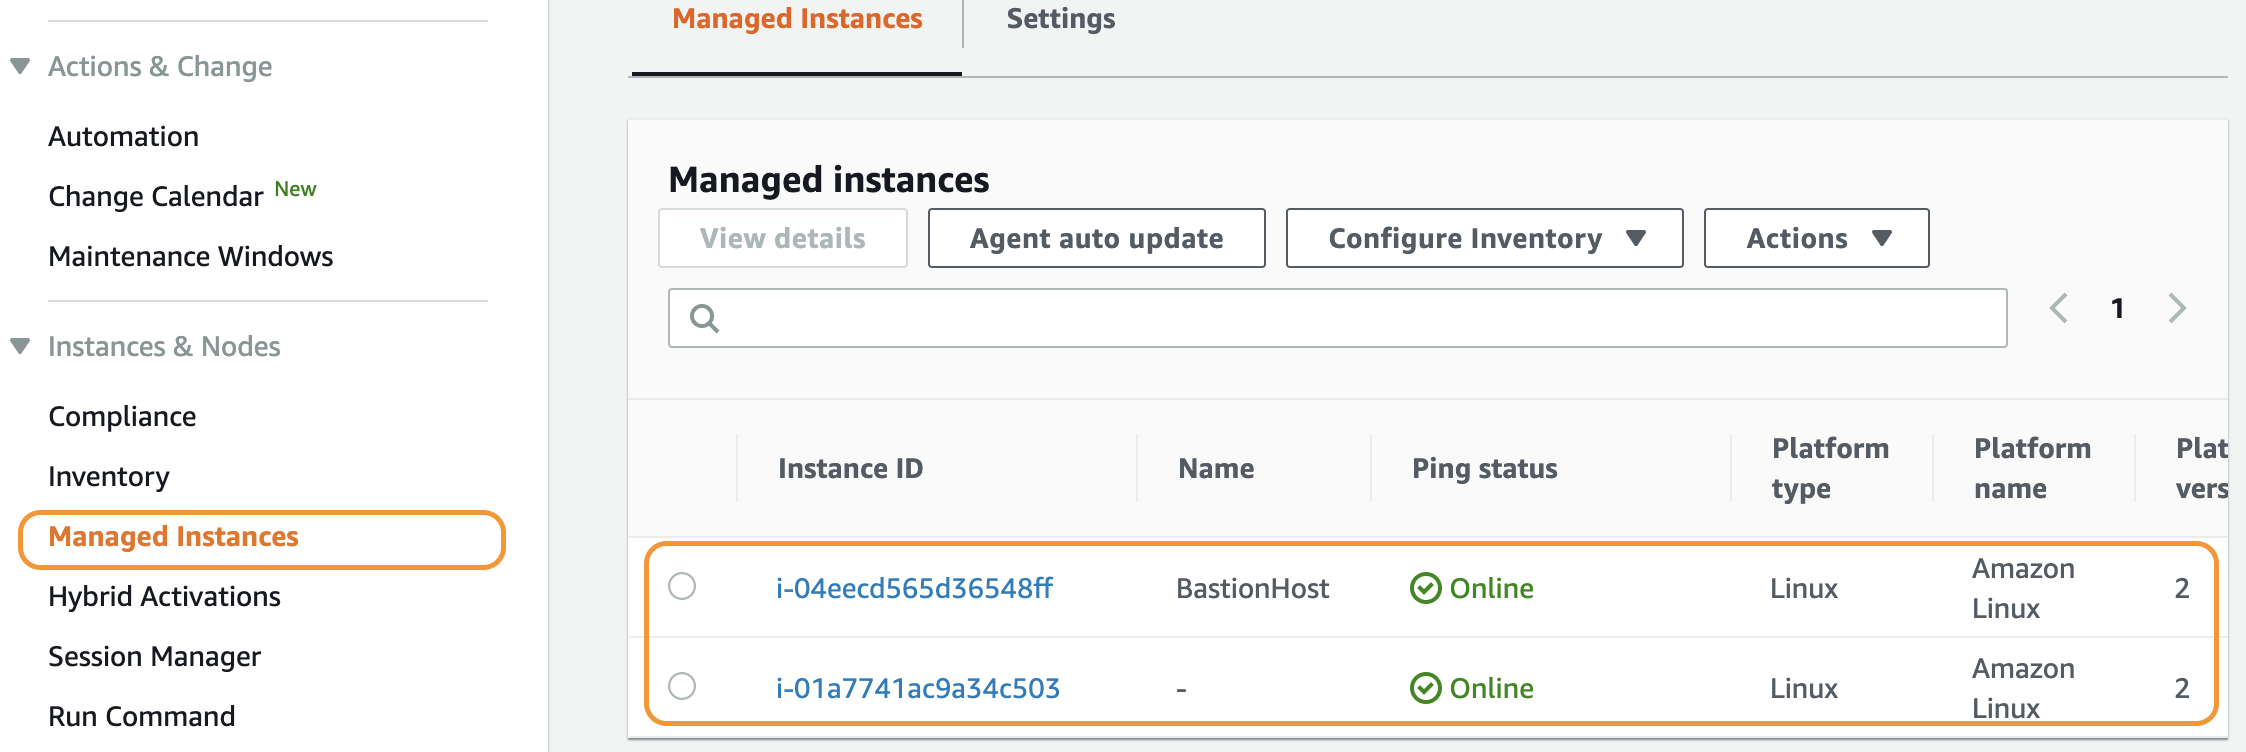 Actions & Change
Automation
Change Calendar New
Maintenance Windows
Instances & Nodes
Compliance
Inventory
Managed Instances
Hybrid Activations
Session Manager
Run Command
Managed Instances
Settings
Managed instances
View details
Agent auto update
Configure Inventory
Actions
1
Instance ID
Name
Ping status
Platform
type
Platform
name
Plat
vers
i-04eecd565d36548ff
BastionHost
Online
Linux
Amazon
Linux
2
i-01a7741ac9a34c503
-
Online
Linux
Amazon
Linux
2